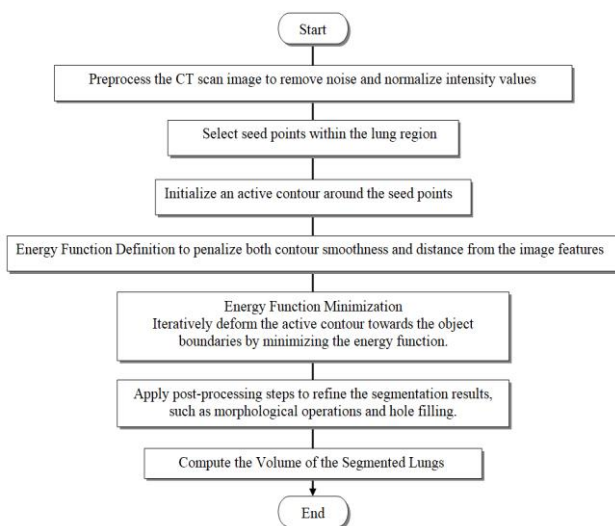 Start
Preprocess the CT scan image to remove noise and normalize intensity values
Select seed points within the lung region
Initialize an active contour around the seed points
Energy Function Definition to penalize both contour smoothness and distance from the image features
Energy Function Minimization
Iteratively deform the active contour towards the object
boundaries by minimizing the energy function.
Apply post-processing steps to refine the segmentation results,
such as morphological operations and hole filling.
Compute the Volume of the Segmented Lungs
End